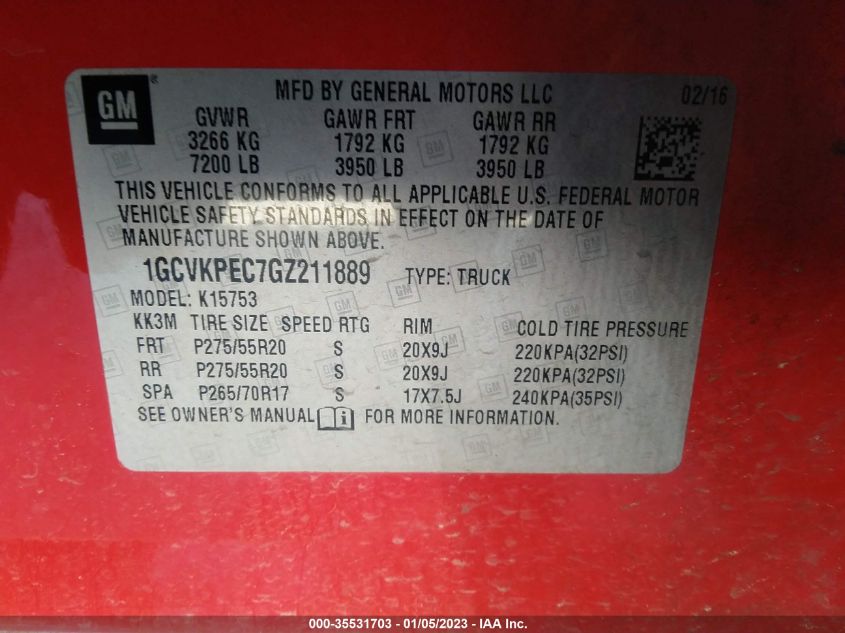 GM® MFD BY GENERAL MOTORS LLC 02/16
GVWR GAWR FRT GAWR RR
3266 KG 1792 KG 1792 KG
7200 LB 3950 LB 3950 LB
THIS VEHICLE CONFORMS TO ALL APPLICABLE U.S. FEDERAL MOTOR
VEHICLE SAFETY STANDARDS IN EFFECT ON THE DATE OF
MANUFACTURE SHOWN ABOVE.
1GCVKPEC7GZ211889 TYPE: TRUCK
MODEL: K15753
KK3M TIRE SIZE SPEED RTG RIM COLD TIRE PRESSURE
FRT P275/55R20 S 20X9J 220KPA(32PSI)
RR P275/55R20 S 20X9J 220KPA(32PSI)
SPA P265/70R17 S 17X7.5J 240KPA(35PSI)
SEE OWNER'S MANUAL i FOR MORE INFORMATION.
000-35531703 - 01/05/2023 - IAA Inc.